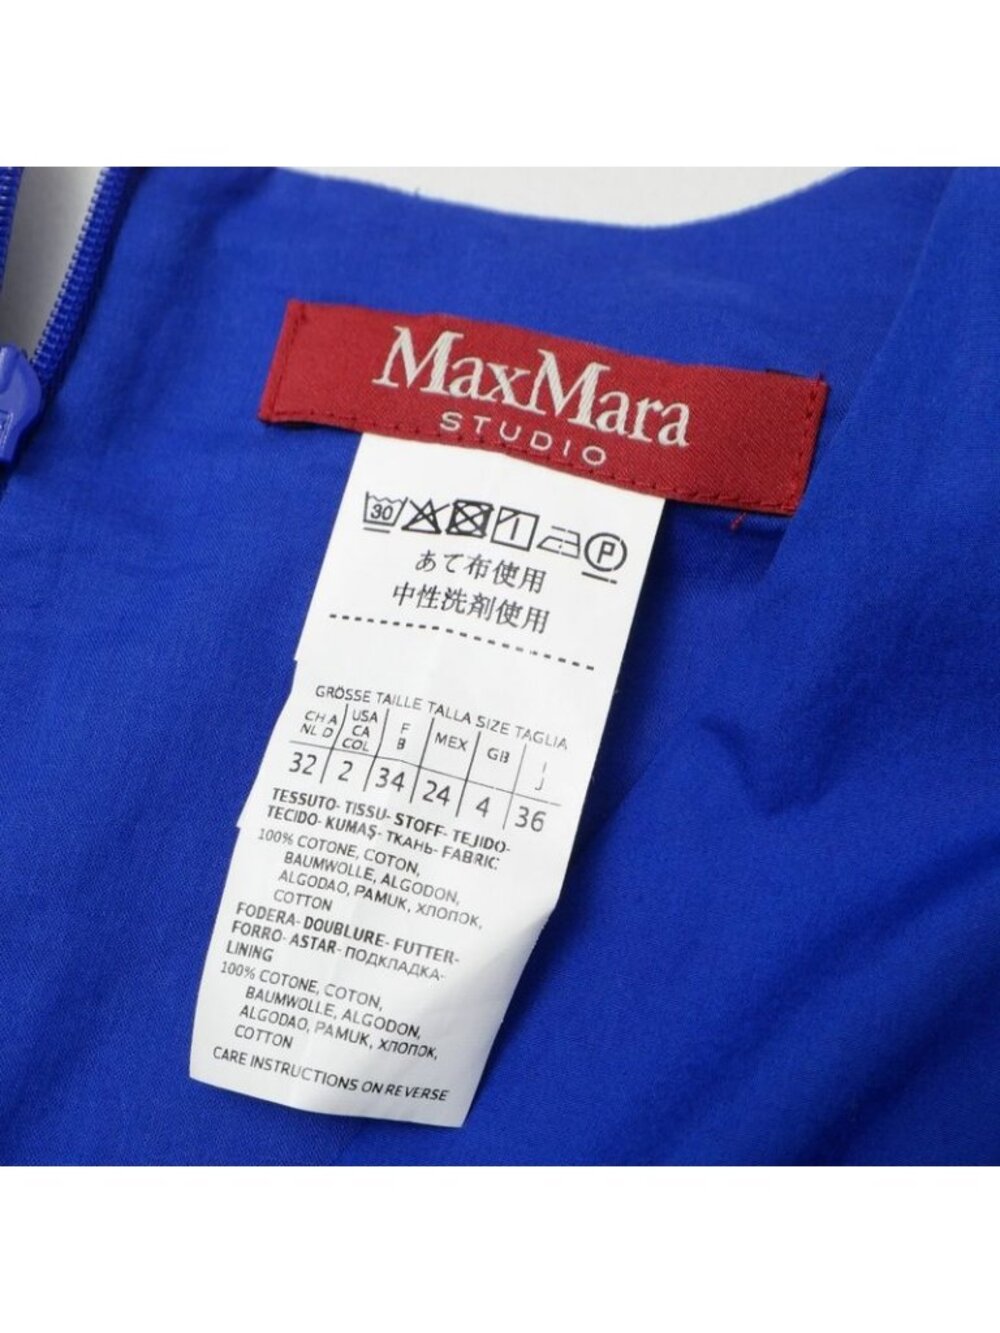 MaxMara
STUDIO
30 P
あて布使用
中性洗剤使用
GRÖSSE TAILLE TALLA SIZE TAGLIA
CH A NL D USA CA COL F B MEX GB I J
32 2 34 24 4 36
TESSUTO- TISSU- STOFF- TEJIDO-
TECIDO- KUMAŞ- ТКАНЬ- FABRIC:
100% COTONE, COTON,
BAUMWOLLE, ALGODON,
ALGODAO, PAMUK, ХЛОПОК,
COTTON
FODERA- DOUBLURE- FUTTER-
FORRO- ASTAR- ПОДКЛАДКА-
LINING
100% COTONE, COTON,
BAUMWOLLE, ALGODON,
ALGODAO, PAMUK, ХЛОПОК,
COTTON
CARE INSTRUCTIONS ON REVERSE